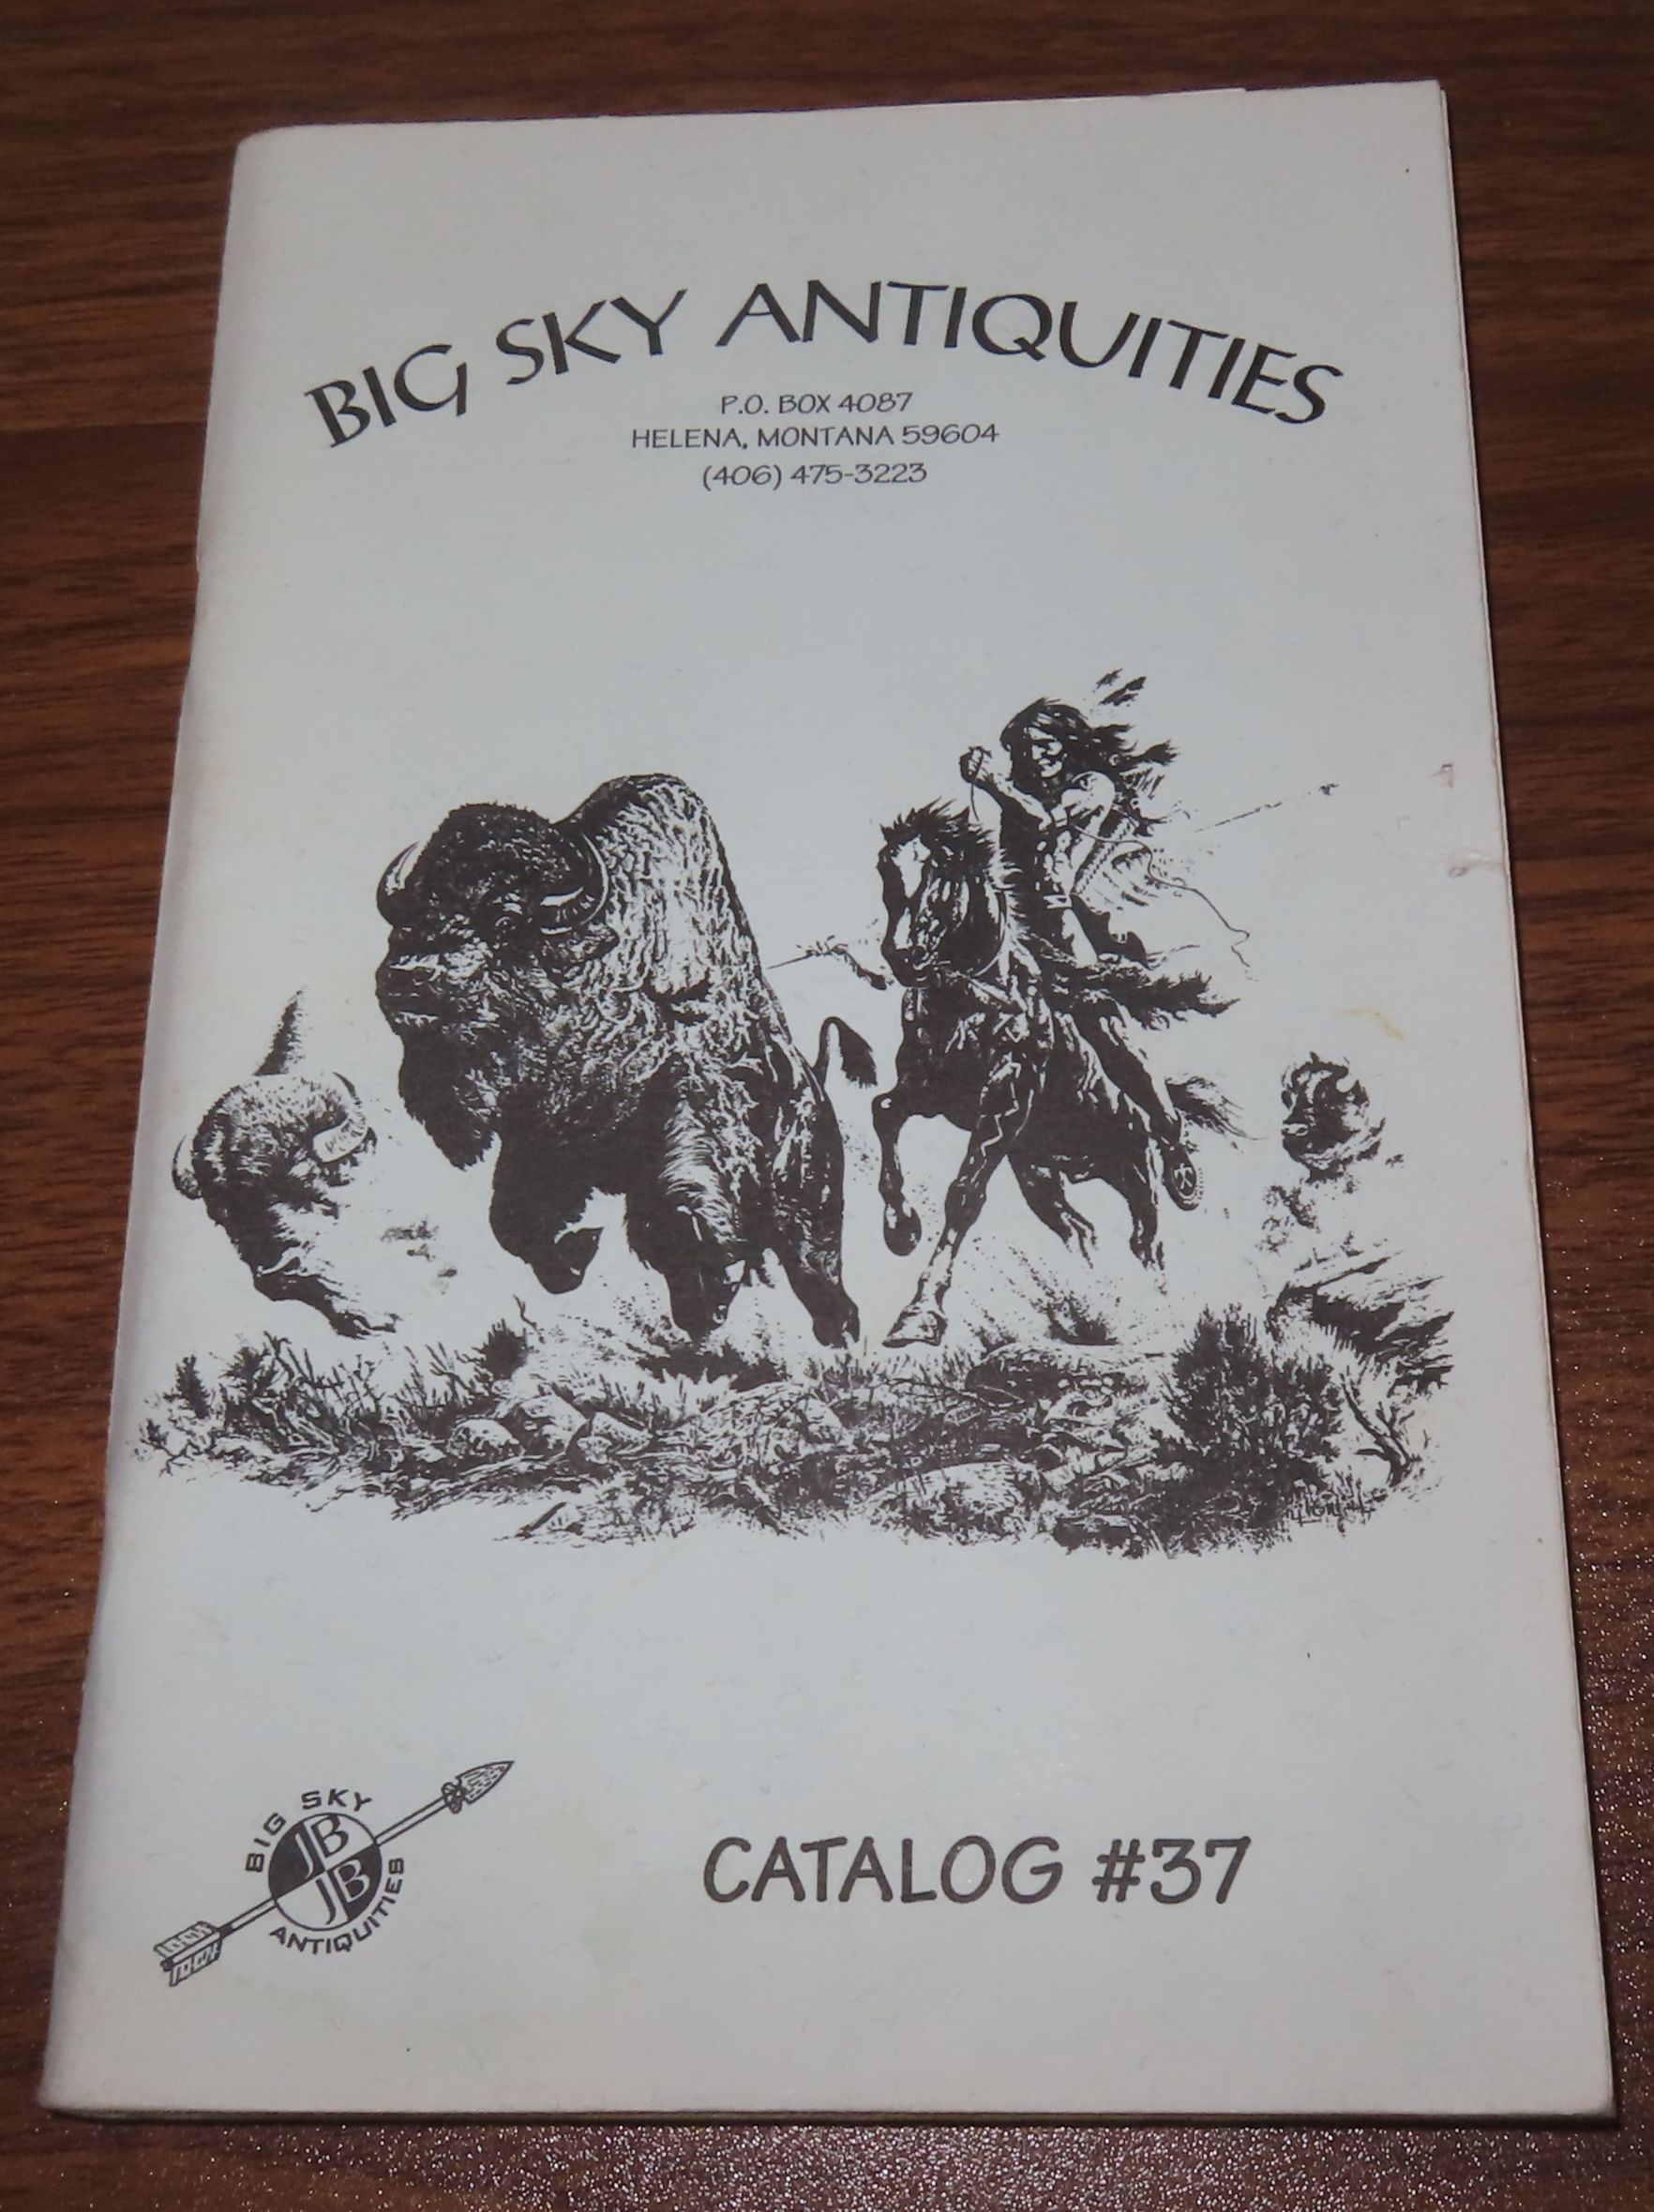 BIG SKY ANTIQUITIES
P.O. BOX 4087
HELENA, MONTANA 59604
(406) 475-3223
BIG SKY
JB
JB
ANTIQUITIES
CATALOG #37